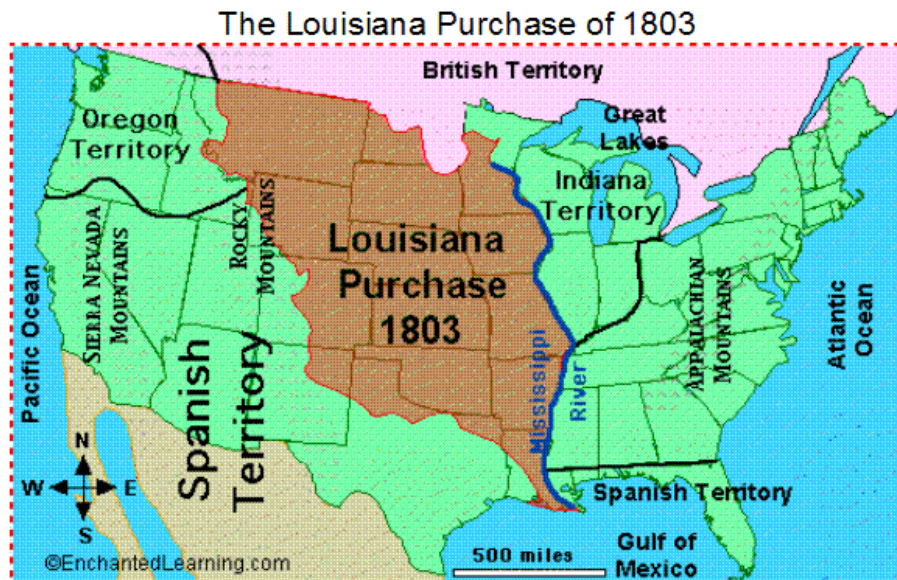 The Louisiana Purchase of 1803
British Territory
Oregon
Territory
Great
Lakes
Indiana
Territory
SIERRA NEVADA
MOUNTAINS
ROCKY
MOUNTAINS
Louisiana
Purchase
1803
APPALACHIAN
MOUNTAINS
Pacific Ocean
Atlantic
Ocean
Spanish
Territory
Mississippi
River
N
W E
S
Spanish Territory
©EnchantedLearning.com
500 miles
Gulf of
Mexico